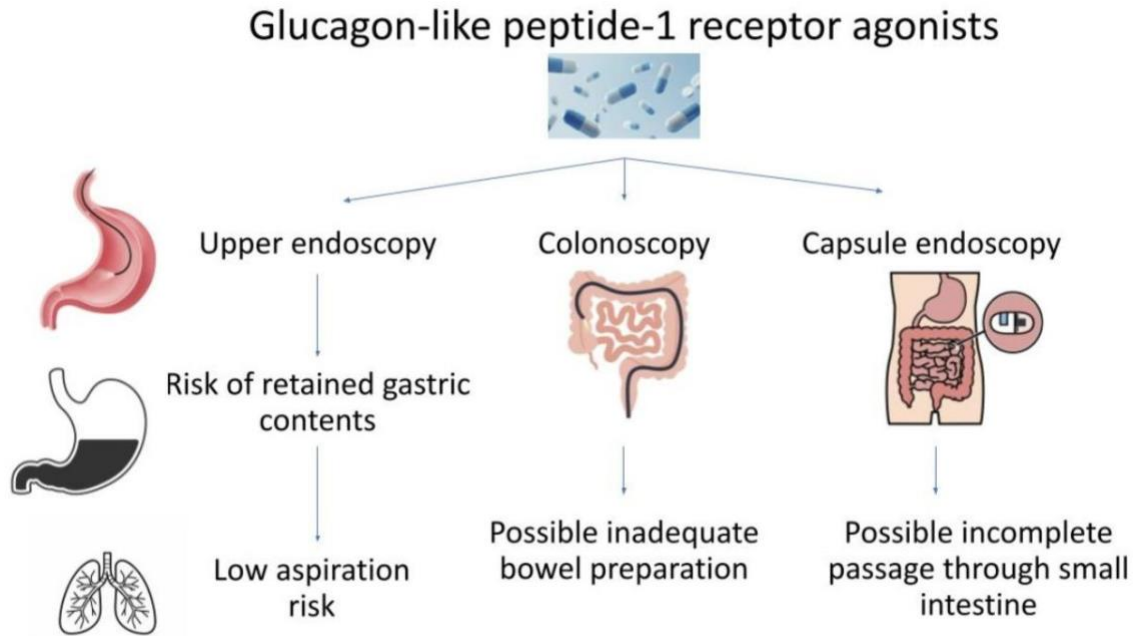 Glucagon-like peptide-1 receptor agonists
Upper endoscopy
Colonoscopy
Capsule endoscopy
Risk of retained gastric
contents
Low aspiration
risk
Possible inadequate
bowel preparation
Possible incomplete
passage through small
intestine